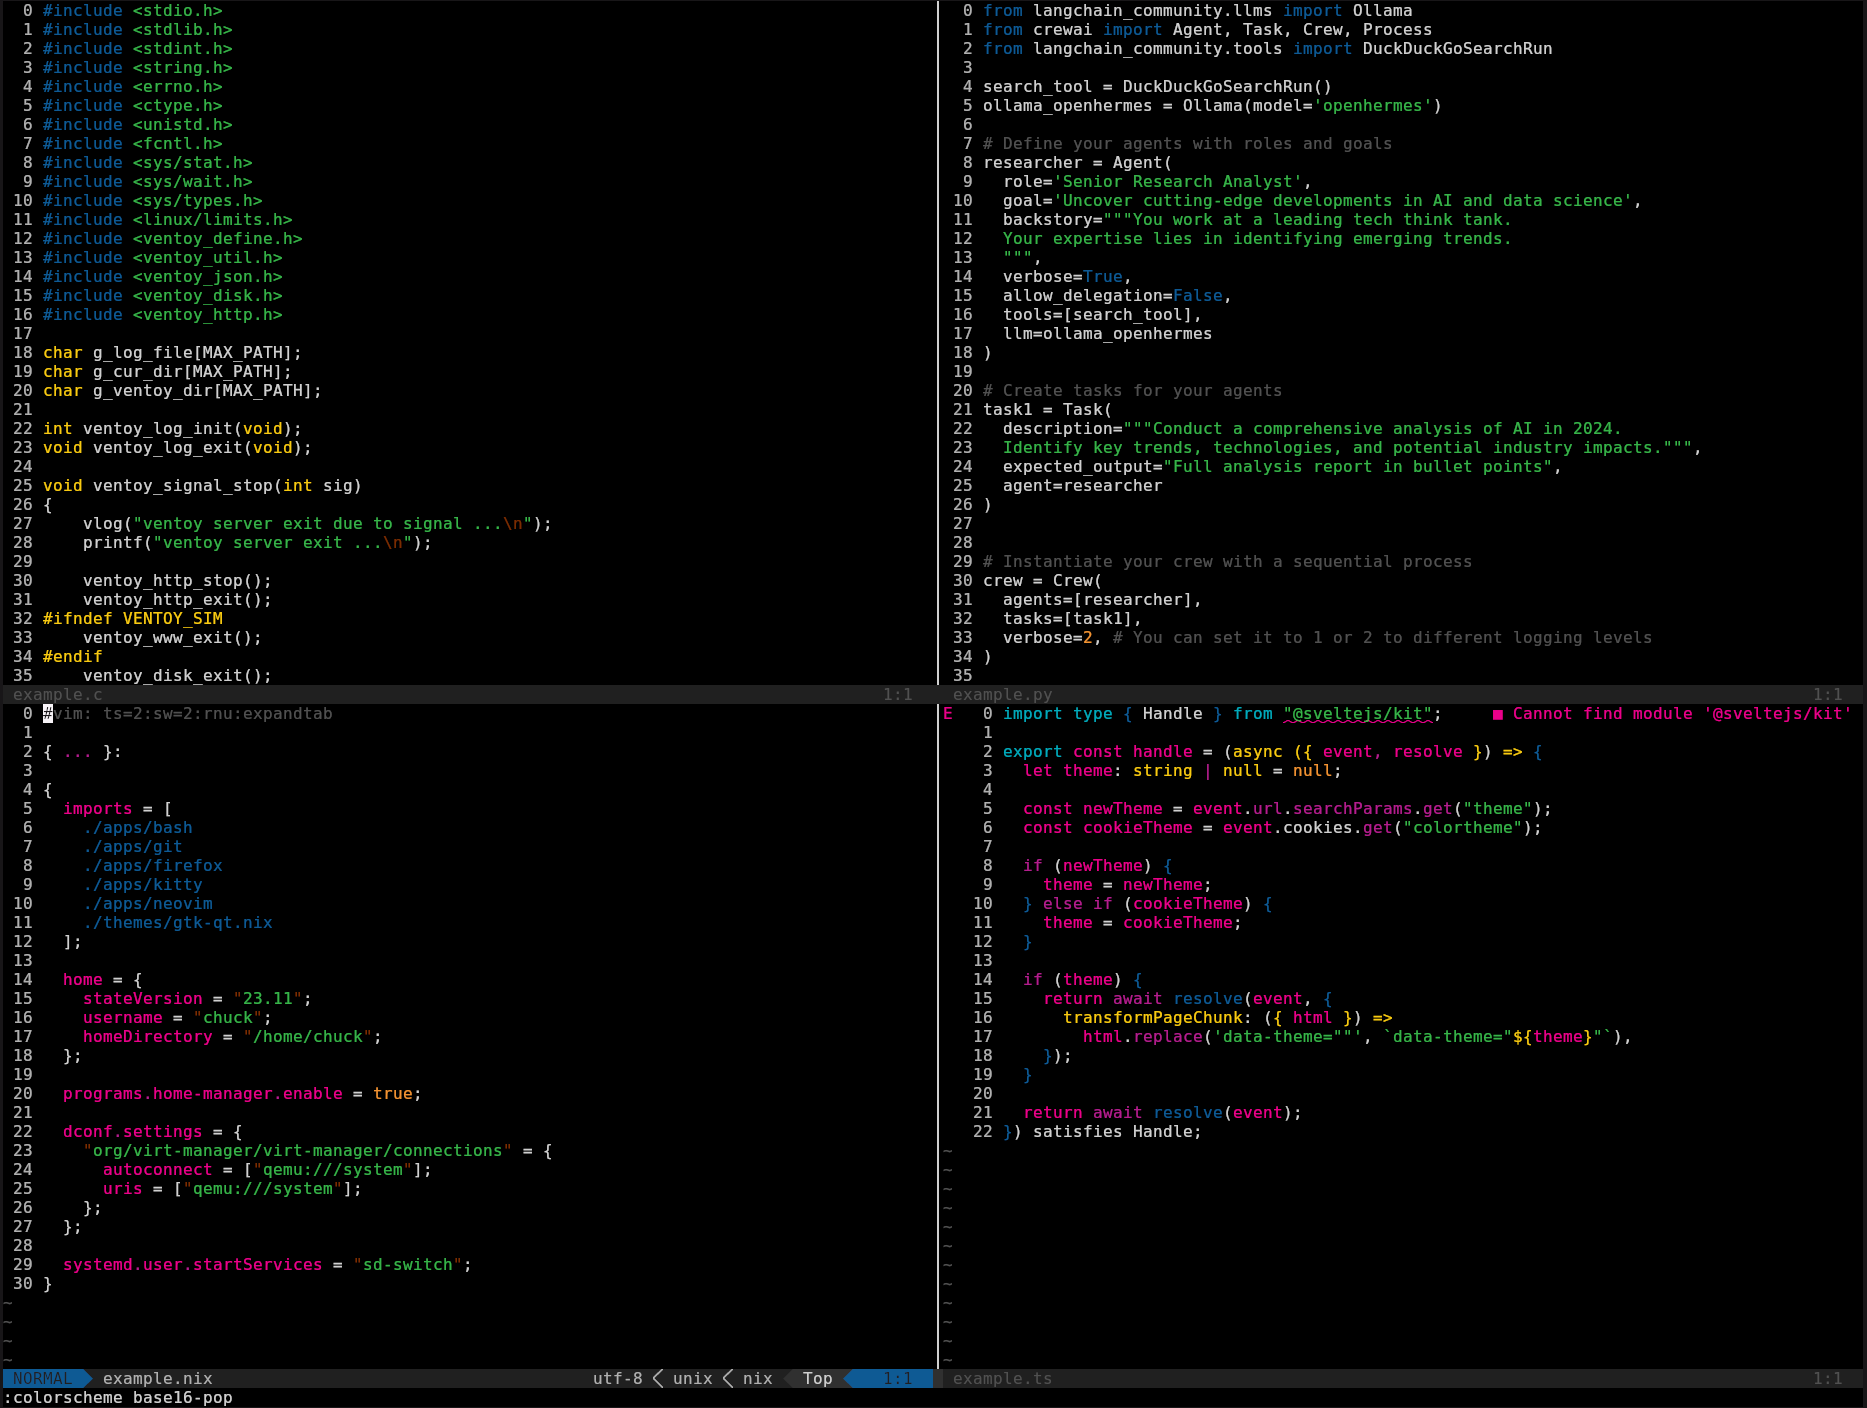 0 #include <stdio.h>
1 #include <stdlib.h>
2 #include <stdint.h>
3 #include <string.h>
4 #include <errno.h>
5 #include <ctype.h>
6 #include <unistd.h>
7 #include <fcntl.h>
8 #include <sys/stat.h>
9 #include <sys/wait.h>
10 #include <sys/types.h>
11 #include <linux/limits.h>
12 #include <ventoy_define.h>
13 #include <ventoy_util.h>
14 #include <ventoy_json.h>
15 #include <ventoy_disk.h>
16 #include <ventoy_http.h>
17
18 char g_log_file[MAX_PATH];
19 char g_cur_dir[MAX_PATH];
20 char g_ventoy_dir[MAX_PATH];
21
22 int ventoy_log_init(void);
23 void ventoy_log_exit(void);
24
25 void ventoy_signal_stop(int sig)
26 {
27     vlog("ventoy server exit due to signal ...\n");
28     printf("ventoy server exit ...\n");
29
30     ventoy_http_stop();
31     ventoy_http_exit();
32 #ifndef VENTOY_SIM
33     ventoy_www_exit();
34 #endif
35     ventoy_disk_exit();
example.c 1:1
0 from langchain_community.llms import Ollama
1 from crewai import Agent, Task, Crew, Process
2 from langchain_community.tools import DuckDuckGoSearchRun
3
4 search_tool = DuckDuckGoSearchRun()
5 ollama_openhermes = Ollama(model='openhermes')
6
7 # Define your agents with roles and goals
8 researcher = Agent(
9   role='Senior Research Analyst',
10   goal='Uncover cutting-edge developments in AI and data science',
11   backstory="""You work at a leading tech think tank.
12   Your expertise lies in identifying emerging trends.
13   """,
14   verbose=True,
15   allow_delegation=False,
16   tools=[search_tool],
17   llm=ollama_openhermes
18 )
19
20 # Create tasks for your agents
21 task1 = Task(
22   description="""Conduct a comprehensive analysis of AI in 2024.
23   Identify key trends, technologies, and potential industry impacts.""",
24   expected_output="Full analysis report in bullet points",
25   agent=researcher
26 )
27
28
29 # Instantiate your crew with a sequential process
30 crew = Crew(
31   agents=[researcher],
32   tasks=[task1],
33   verbose=2, # You can set it to 1 or 2 to different logging levels
34 )
35
example.py 1:1
0 #vim: ts=2:sw=2:rnu:expandtab
1
2 { ... }:
3
4 {
5   imports = [
6     ./apps/bash
7     ./apps/git
8     ./apps/firefox
9     ./apps/kitty
10     ./apps/neovim
11     ./themes/gtk-qt.nix
12   ];
13
14   home = {
15     stateVersion = "23.11";
16     username = "chuck";
17     homeDirectory = "/home/chuck";
18   };
19
20   programs.home-manager.enable = true;
21
22   dconf.settings = {
23     "org/virt-manager/virt-manager/connections" = {
24       autoconnect = ["qemu:///system"];
25       uris = ["qemu:///system"];
26     };
27   };
28
29   systemd.user.startServices = "sd-switch";
30 }
~
~
~
~
NORMAL example.nix utf-8 unix nix Top 1:1
E 0 import type { Handle } from "@sveltejs/kit";     ■ Cannot find module '@sveltejs/kit'
1
2 export const handle = (async ({ event, resolve }) => {
3   let theme: string | null = null;
4
5   const newTheme = event.url.searchParams.get("theme");
6   const cookieTheme = event.cookies.get("colortheme");
7
8   if (newTheme) {
9     theme = newTheme;
10   } else if (cookieTheme) {
11     theme = cookieTheme;
12   }
13
14   if (theme) {
15     return await resolve(event, {
16       transformPageChunk: ({ html }) =>
17         html.replace('data-theme=""', `data-theme="${theme}"`),
18     });
19   }
20
21   return await resolve(event);
22 }) satisfies Handle;
~
~
~
~
~
~
~
~
~
~
~
~
example.ts 1:1
:colorscheme base16-pop